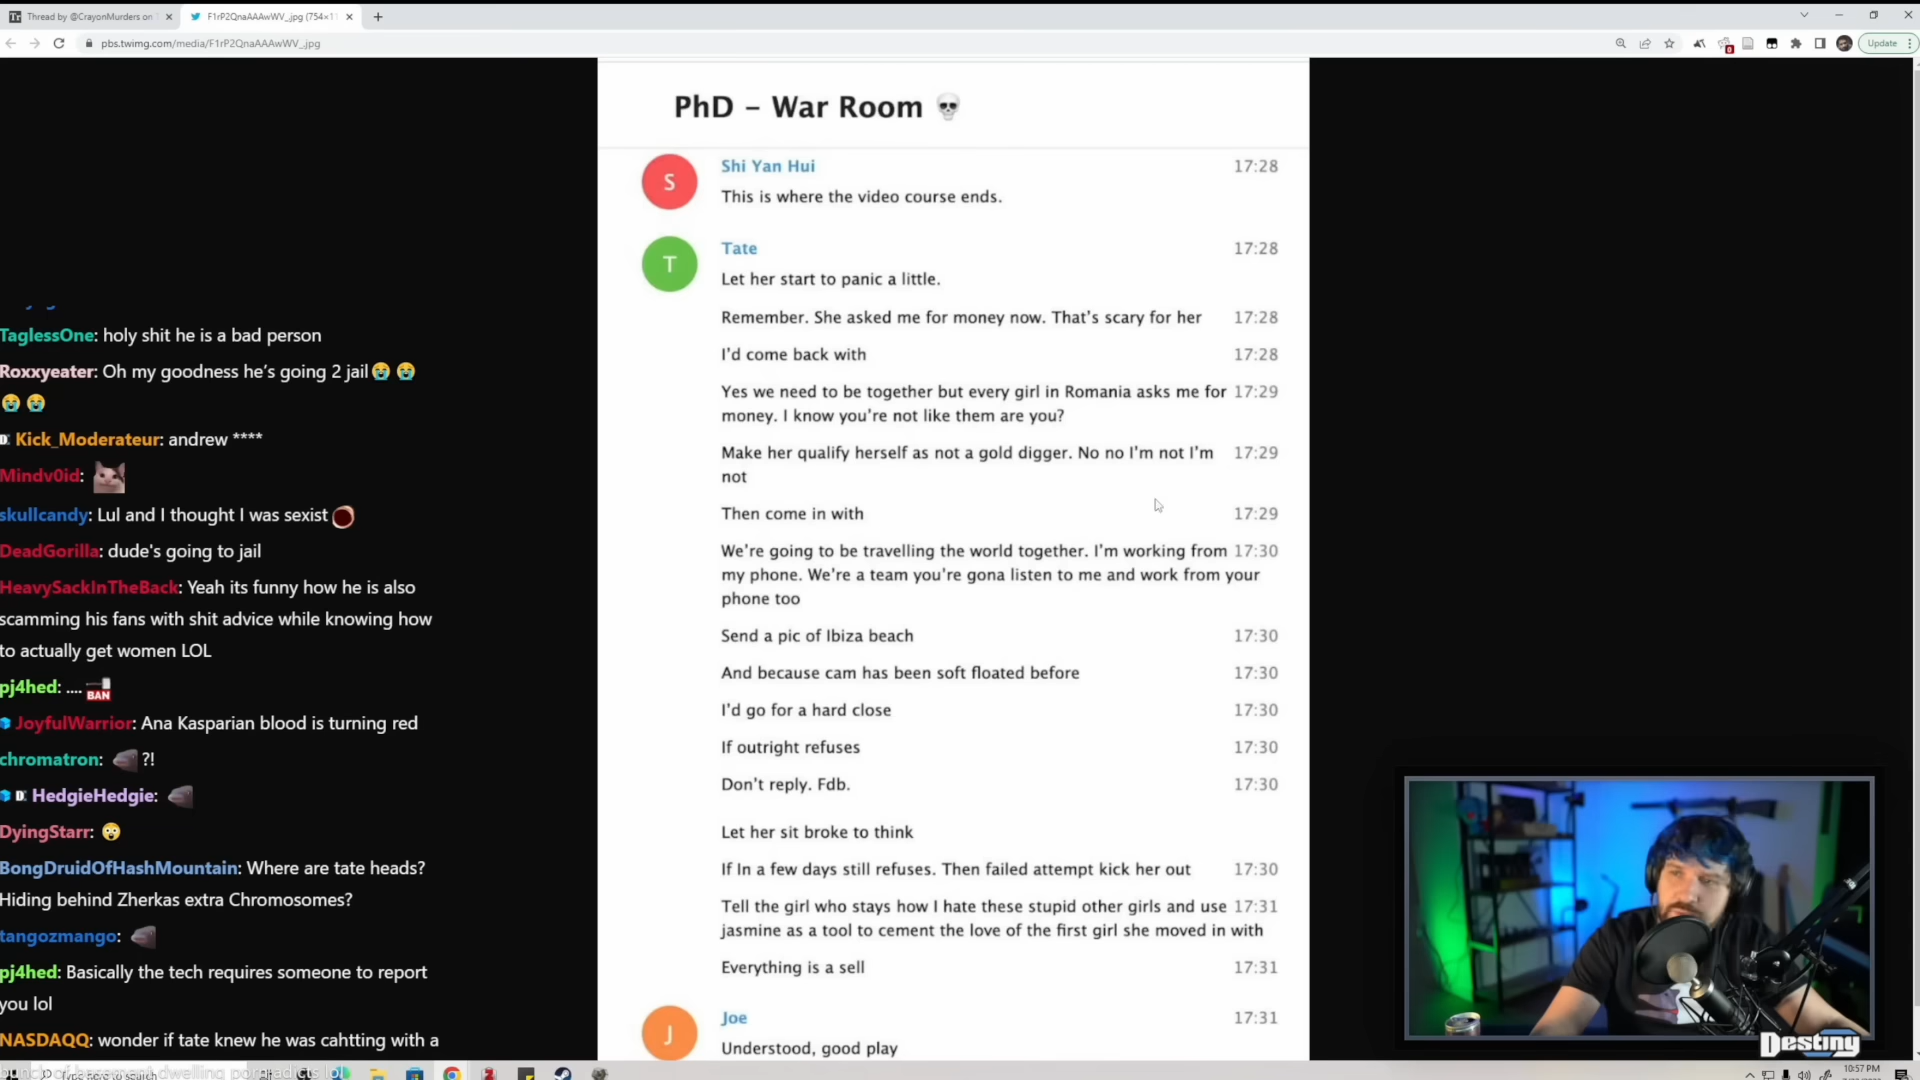 Thread by @CrayonMurders on
F1rP2QnaAAAwWV_.jpg (754×1
pbs.twimg.com/media/F1rP2QnaAAAwWV_.jpg
Update
PhD – War Room 💀
S
Shi Yan Hui
17:28
This is where the video course ends.
T
Tate
17:28
Let her start to panic a little.
Remember. She asked me for money now. That's scary for her 17:28
I'd come back with 17:28
Yes we need to be together but every girl in Romania asks me for 17:29
money. I know you're not like them are you?
Make her qualify herself as not a gold digger. No no I'm not I'm 17:29
not
Then come in with 17:29
We're going to be travelling the world together. I'm working from 17:30
my phone. We're a team you're gona listen to me and work from your
phone too
Send a pic of Ibiza beach 17:30
And because cam has been soft floated before 17:30
I'd go for a hard close 17:30
If outright refuses 17:30
Don't reply. Fdb. 17:30
Let her sit broke to think
If In a few days still refuses. Then failed attempt kick her out 17:30
Tell the girl who stays how I hate these stupid other girls and use 17:31
jasmine as a tool to cement the love of the first girl she moved in with
Everything is a sell 17:31
J
Joe
17:31
Understood, good play
TaglessOne: holy shit he is a bad person
Roxxyeater: Oh my goodness he's going 2 jail😭 😭
😭 😭
Kick_Moderateur: andrew ****
Mindv0id:
skullcandy: Lul and I thought I was sexist
DeadGorilla: dude's going to jail
HeavySackInTheBack: Yeah its funny how he is also
scamming his fans with shit advice while knowing how
to actually get women LOL
pj4hed: .... BAN
JoyfulWarrior: Ana Kasparian blood is turning red
chromatron: ?!
HedgieHedgie:
DyingStarr: 😲
BongDruidOfHashMountain: Where are tate heads?
Hiding behind Zherkas extra Chromosomes?
tangozmango:
pj4hed: Basically the tech requires someone to report
you lol
NASDAQQ: wonder if tate knew he was cahtting with a
bunch of basement dwelling
Type here to search
Destiny
10:57 PM